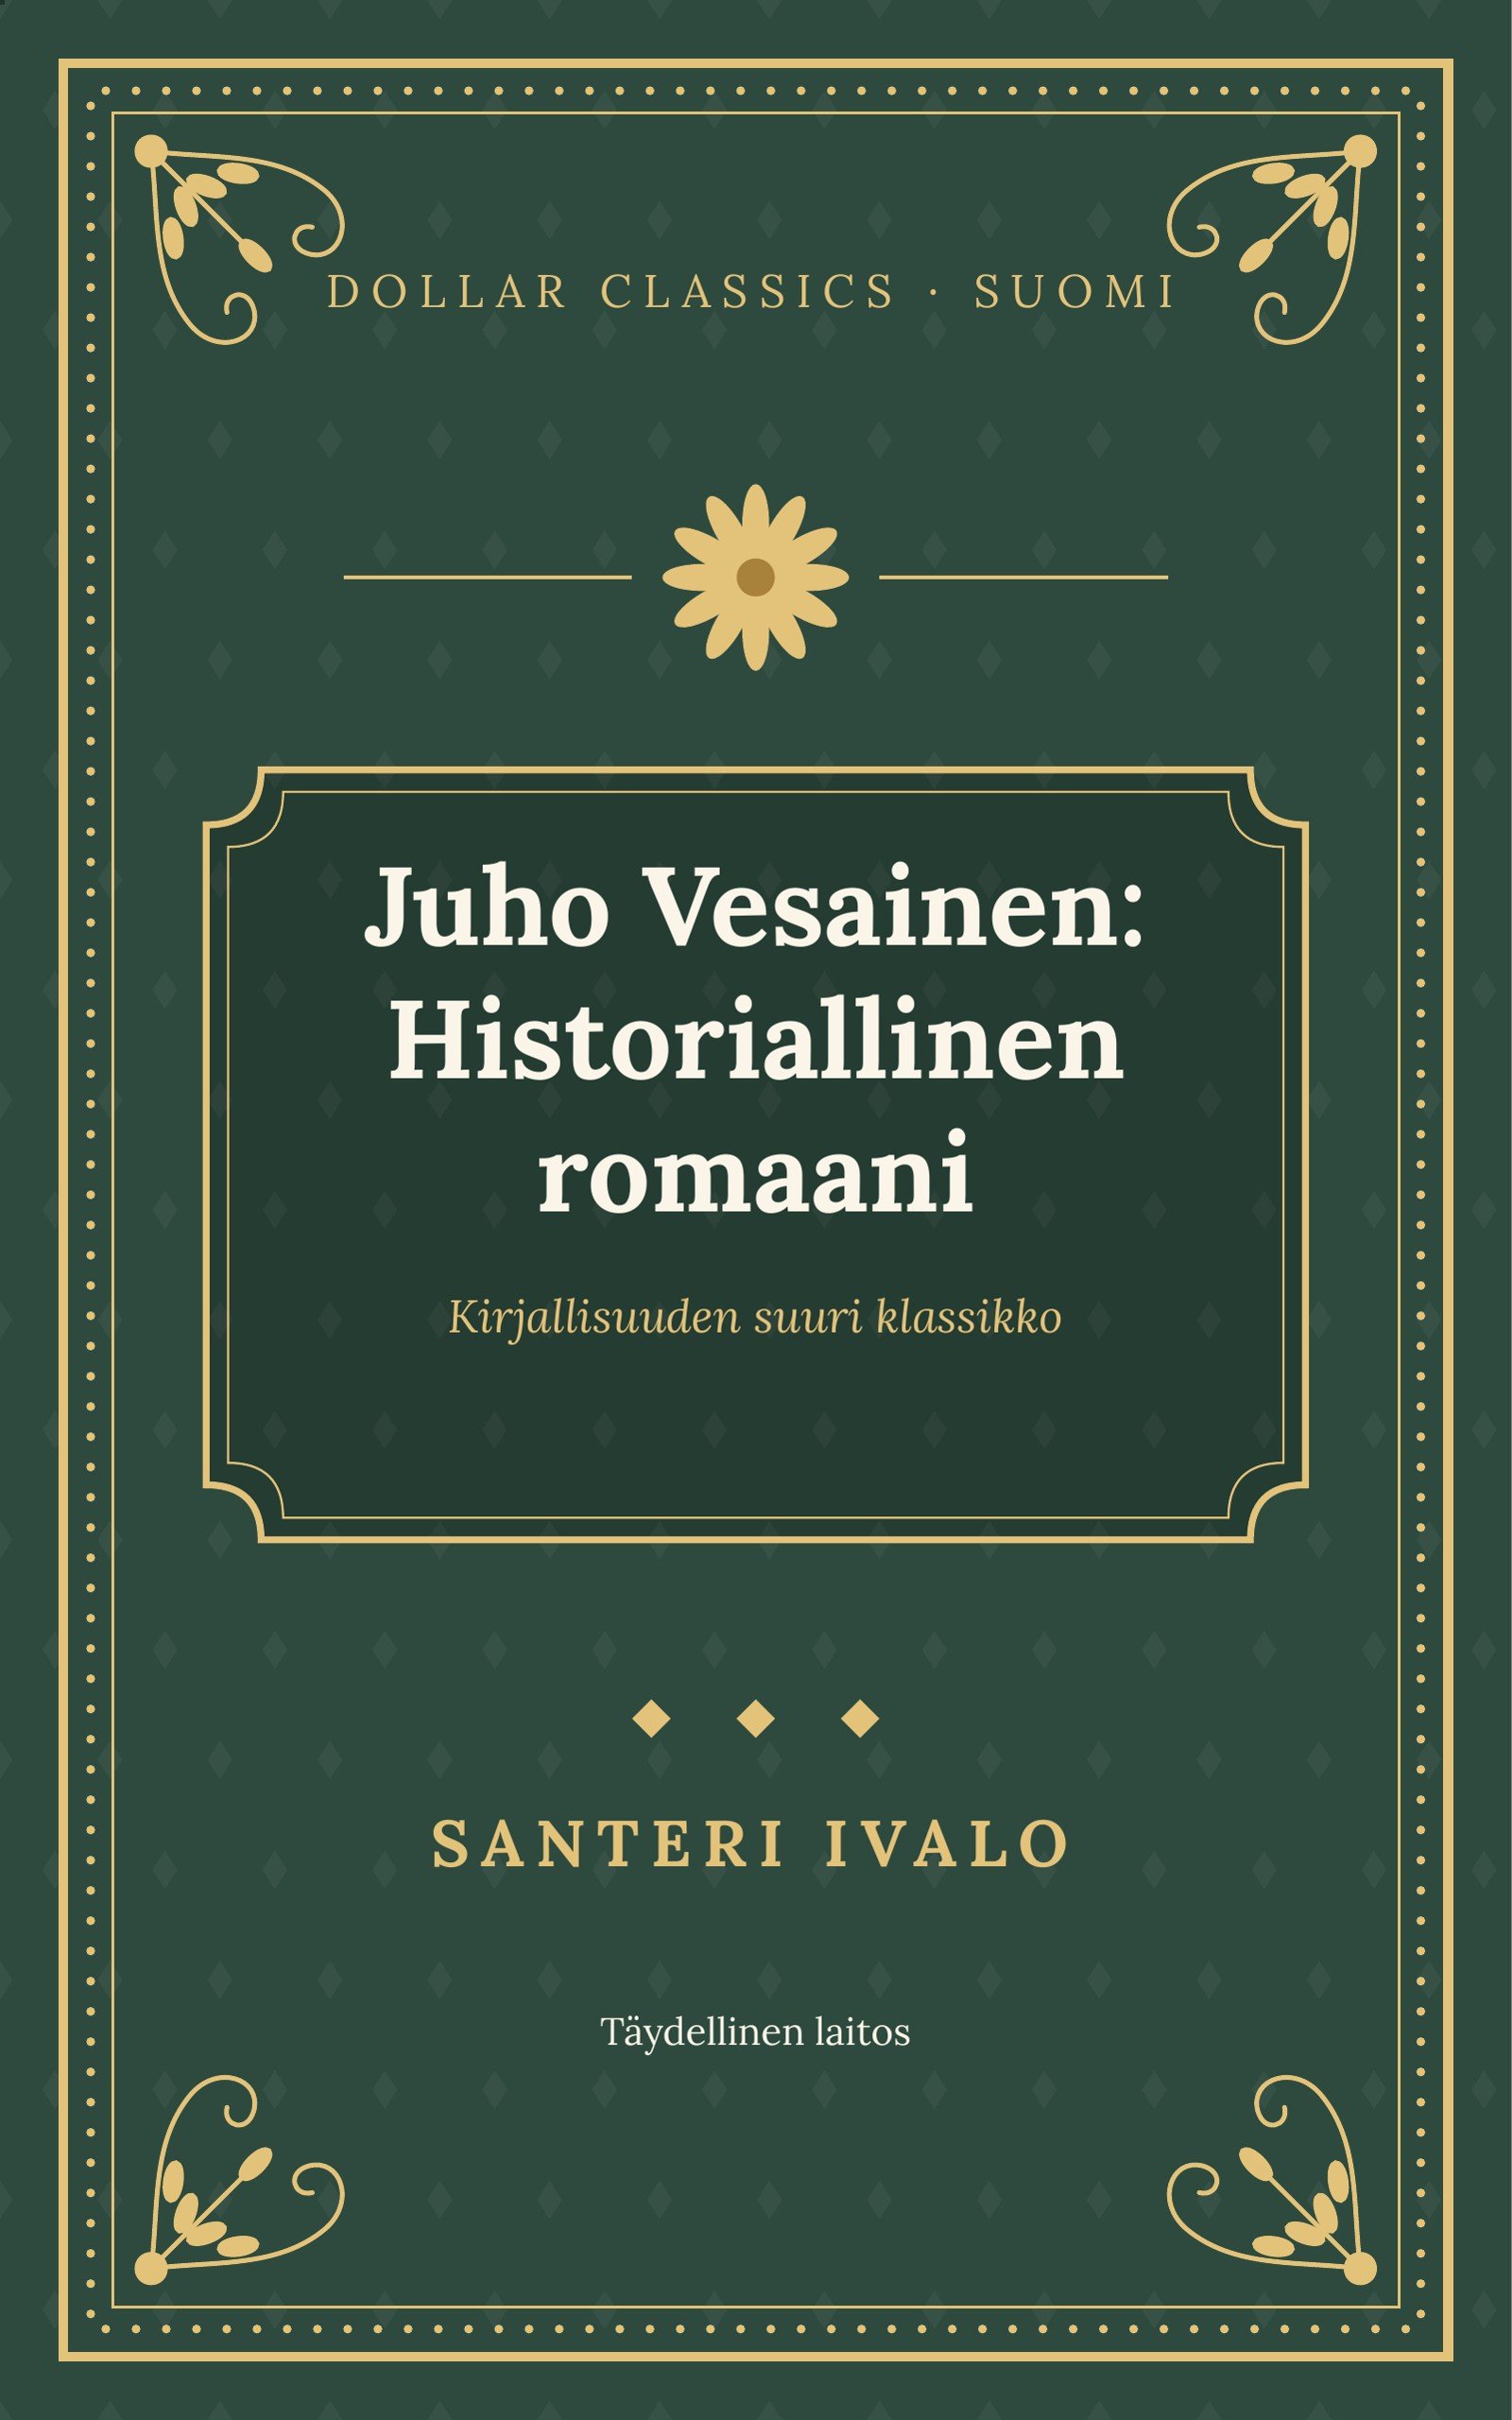 DOLLAR CLASSICS · SUOMI
Juho Vesainen:
Historiallinen
romaani
Kirjallisuuden suuri klassikko
SANTERI IVALO
Täydellinen laitos